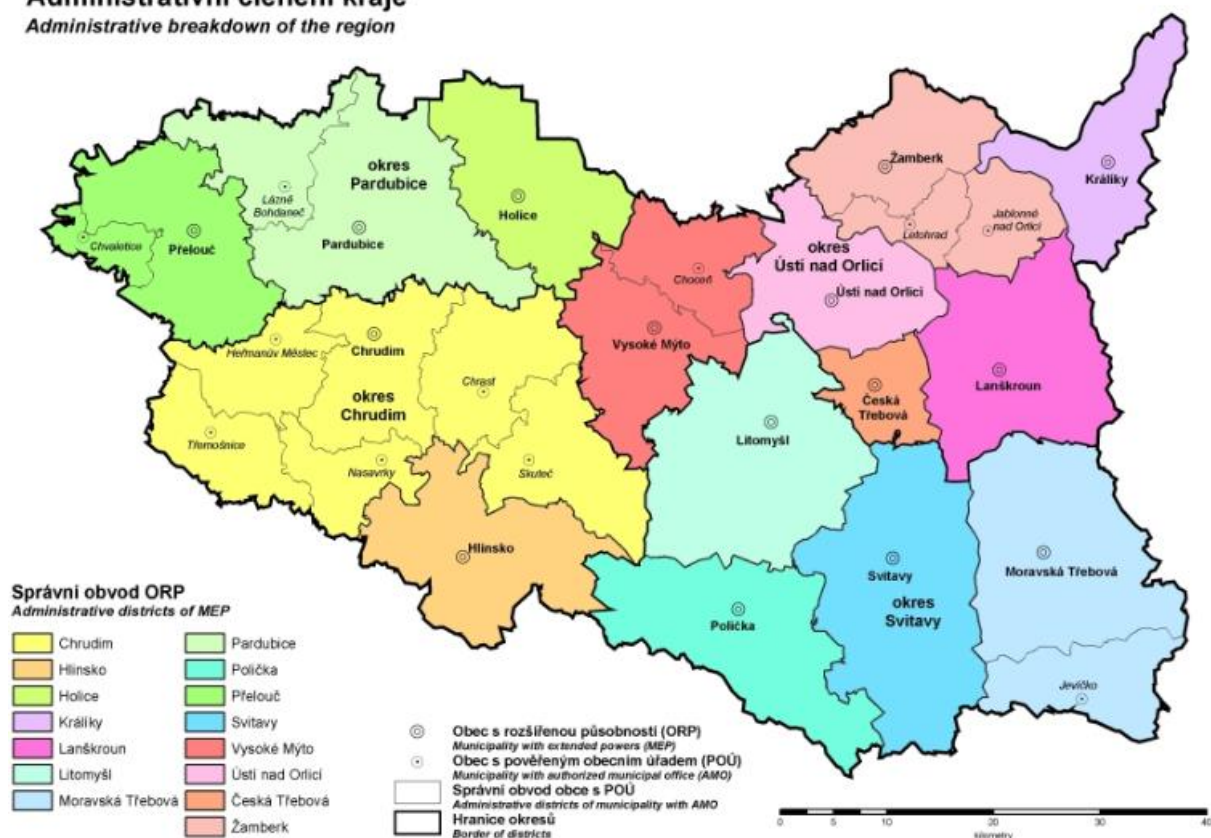 Administrativní členění kraje
Administrative breakdown of the region
Žamberk
Králíky
okres
Pardubice
Lázně
Bohdaneč
Holice
Letohrad
Jablonné
nad Orlicí
Chvaletice
Přelouč
Pardubice
okres
Ústí nad Orlicí
Choceň
Ústí nad Orlicí
Heřmanův Městec
Chrudim
Vysoké Mýto
Chrast
Lanškroun
okres
Chrudim
Česká
Třebová
Litomyšl
Třemošnice
Nasavrky
Skuteč
Hlinsko
Svitavy
Moravská Třebová
okres
Svitavy
Polička
Jevíčko
Správní obvod ORP
Administrative districts of MEP
Chrudim
Hlinsko
Holice
Králíky
Lanškroun
Litomyšl
Moravská Třebová
Pardubice
Polička
Přelouč
Svitavy
Vysoké Mýto
Ústí nad Orlicí
Česká Třebová
Žamberk
Obec s rozšířenou působností (ORP)
Municipality with extended powers (MEP)
Obec s pověřeným obecním úřadem (POÚ)
Municipality with authorized municipal office (AMO)
Správní obvod obce s POÚ
Administrative districts of municipality with AMO
Hranice okresů
Border of districts
0 5 10 20 30 40
kilometry